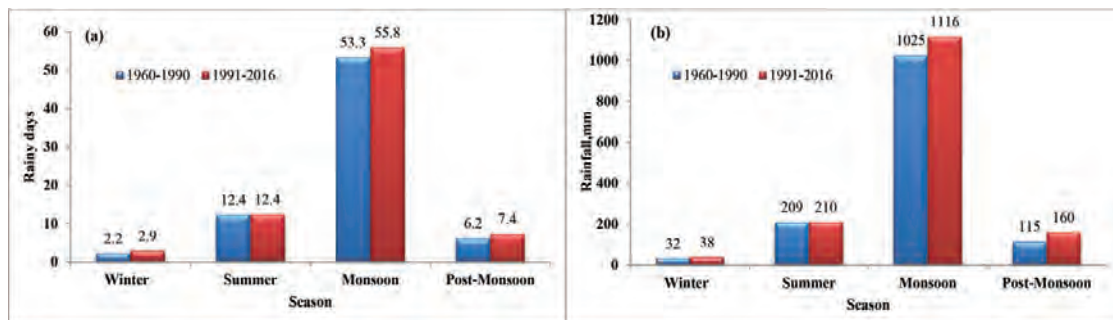 (a)
60
50
40
30
20
10
0
Rainy days
1960-1990 1991-2016
2.2 2.9 12.4 12.4 53.3 55.8 6.2 7.4
Winter Summer Monsoon Post-Monsoon
Season
(b)
1200
1000
800
600
400
200
0
Rainfall,mm
1960-1990 1991-2016
32 38 209 210 1025 1116 115 160
Winter Summer Monsoon Post-Monsoon
Season